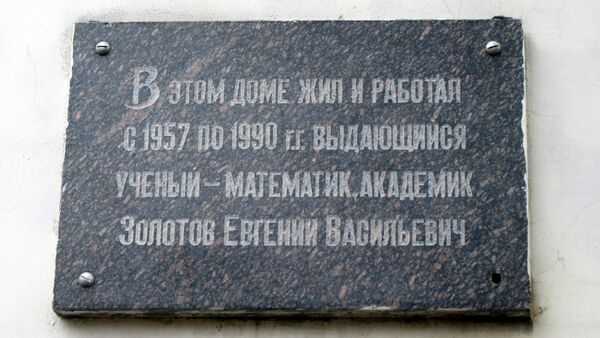 В ЭТОМ ДОМЕ ЖИЛ И РАБОТАЛ
С 1957 ПО 1990 Г.Г. ВЫДАЮЩИЙСЯ
УЧЕНЫЙ – МАТЕМАТИК, АКАДЕМИК
ЗОЛОТОВ ЕВГЕНИЙ ВАСИЛЬЕВИЧ